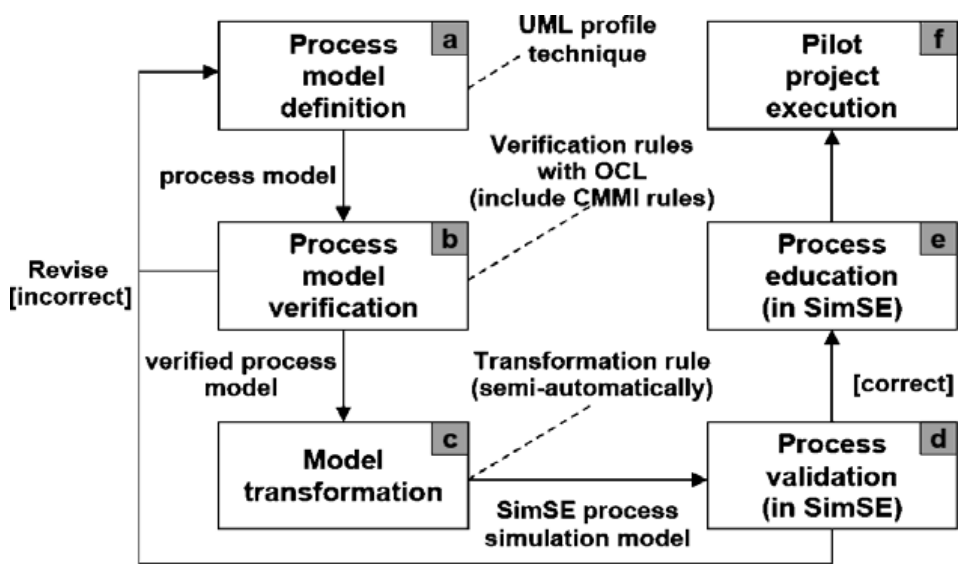 a
Process
model
definition
UML profile
technique
f
Pilot
project
execution
process model
Verification rules
with OCL
(include CMMI rules)
b
Process
model
verification
e
Process
education
(in SimSE)
Revise
[incorrect]
verified process
model
Transformation rule
(semi-automatically)
[correct]
c
Model
transformation
SimSE process
simulation model
d
Process
validation
(in SimSE)